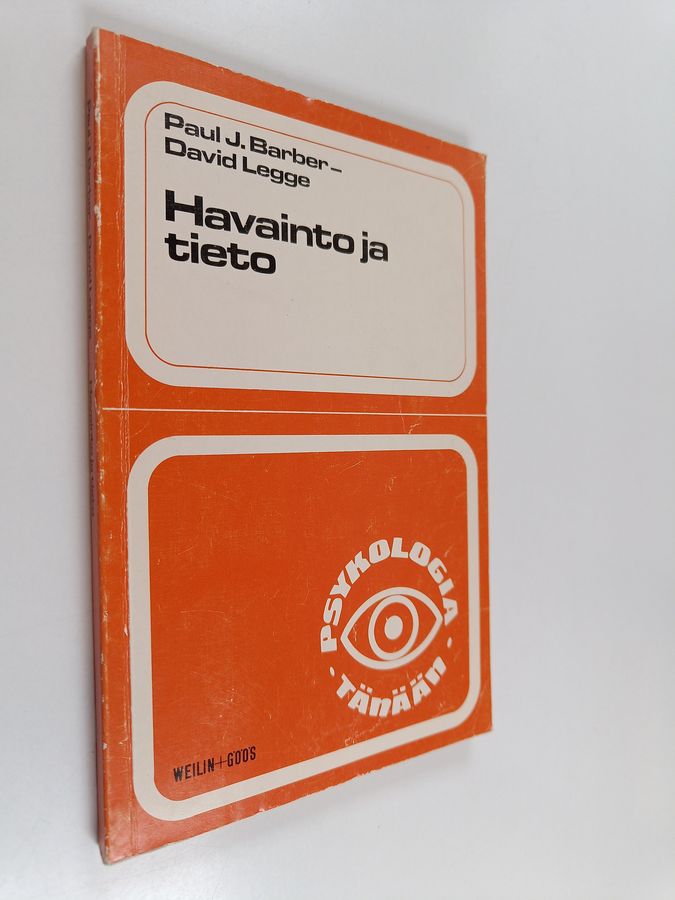 Paul J. Barber –
David Legge
Havainto ja
tieto
PSYKOLOGIA
· TÄNÄÄN ·
WEILIN+GÖÖS